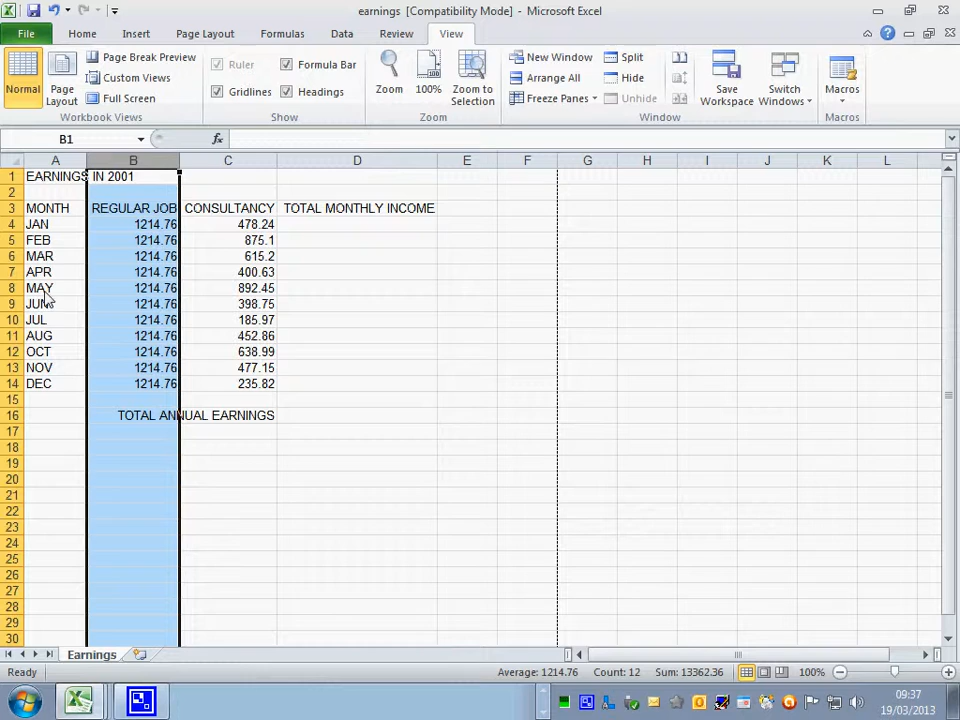 earnings [Compatibility Mode] - Microsoft Excel
File Home Insert Page Layout Formulas Data Review View
Normal
Page Layout
Page Break Preview
Custom Views
Full Screen
Workbook Views
Ruler
Formula Bar
Gridlines
Headings
Show
Zoom
100%
Zoom to Selection
Zoom
New Window
Arrange All
Freeze Panes
Split
Hide
Unhide
Save Workspace
Switch Windows
Window
Macros
Macros
B1 fx
A B C D E F G H I J K L
1 EARNINGS IN 2001
2
3 MONTH REGULAR JOB CONSULTANCY TOTAL MONTHLY INCOME
4 JAN 1214.76 478.24
5 FEB 1214.76 875.1
6 MAR 1214.76 615.2
7 APR 1214.76 400.63
8 MAY 1214.76 892.45
9 JUN 1214.76 398.75
10 JUL 1214.76 185.97
11 AUG 1214.76 452.86
12 OCT 1214.76 638.99
13 NOV 1214.76 477.15
14 DEC 1214.76 235.82
15
16 TOTAL ANNUAL EARNINGS
17
18
19
20
21
22
23
24
25
26
27
28
29
30
Earnings
Ready Average: 1214.76 Count: 12 Sum: 13362.36 100%
09:37
19/03/2013